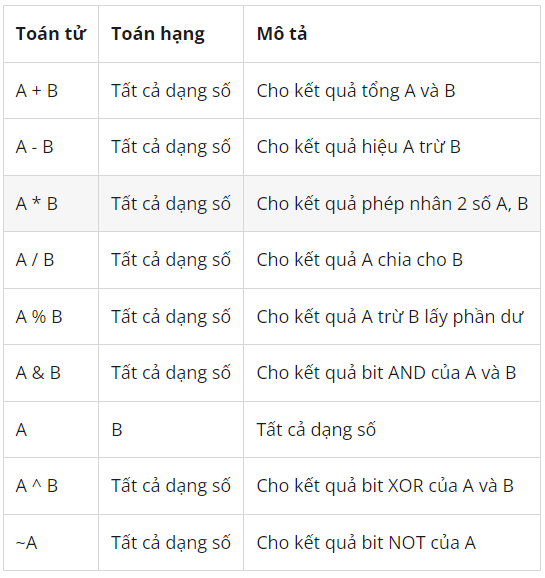 Toán tử Toán hạng Mô tả
A + B Tất cả dạng số Cho kết quả tổng A và B
A - B Tất cả dạng số Cho kết quả hiệu A trừ B
A * B Tất cả dạng số Cho kết quả phép nhân 2 số A, B
A / B Tất cả dạng số Cho kết quả A chia cho B
A % B Tất cả dạng số Cho kết quả A trừ B lấy phần dư
A & B Tất cả dạng số Cho kết quả bit AND của A và B
A B Tất cả dạng số
A ^ B Tất cả dạng số Cho kết quả bit XOR của A và B
~A Tất cả dạng số Cho kết quả bit NOT của A